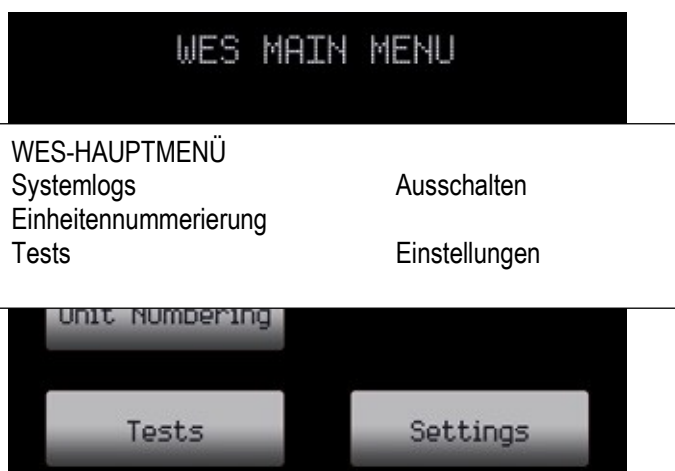 WES MAIN MENU
WES-HAUPTMENÜ
Systemlogs Ausschalten
Einheitennummerierung
Tests Einstellungen
Unit Numbering
Tests Settings